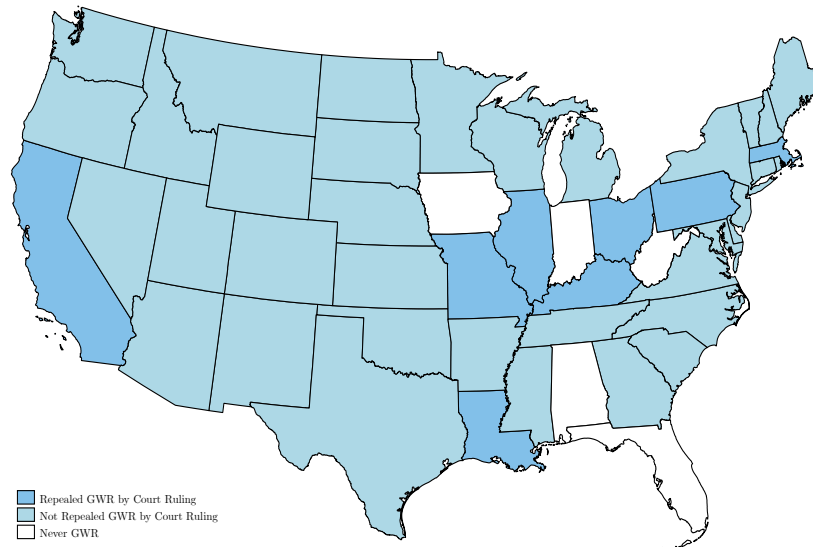 Repealed GWR by Court Ruling
Not Repealed GWR by Court Ruling
Never GWR